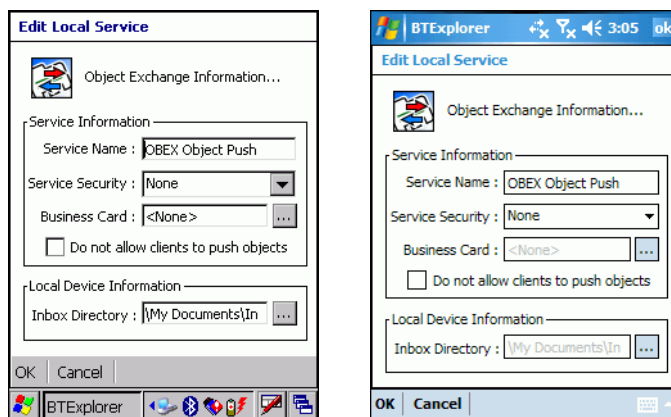 Edit Local Service
Object Exchange Information...
Service Information
Service Name : OBEX Object Push
Service Security : None
Business Card : <None> ...
Do not allow clients to push objects
Local Device Information
Inbox Directory : \My Documents\In ...
OK Cancel
BTExplorer
BTExplorer 3:05 ok
Edit Local Service
Object Exchange Information...
Service Information
Service Name : OBEX Object Push
Service Security : None
Business Card : <None> ...
Do not allow clients to push objects
Local Device Information
Inbox Directory : \My Documents\In ...
OK Cancel